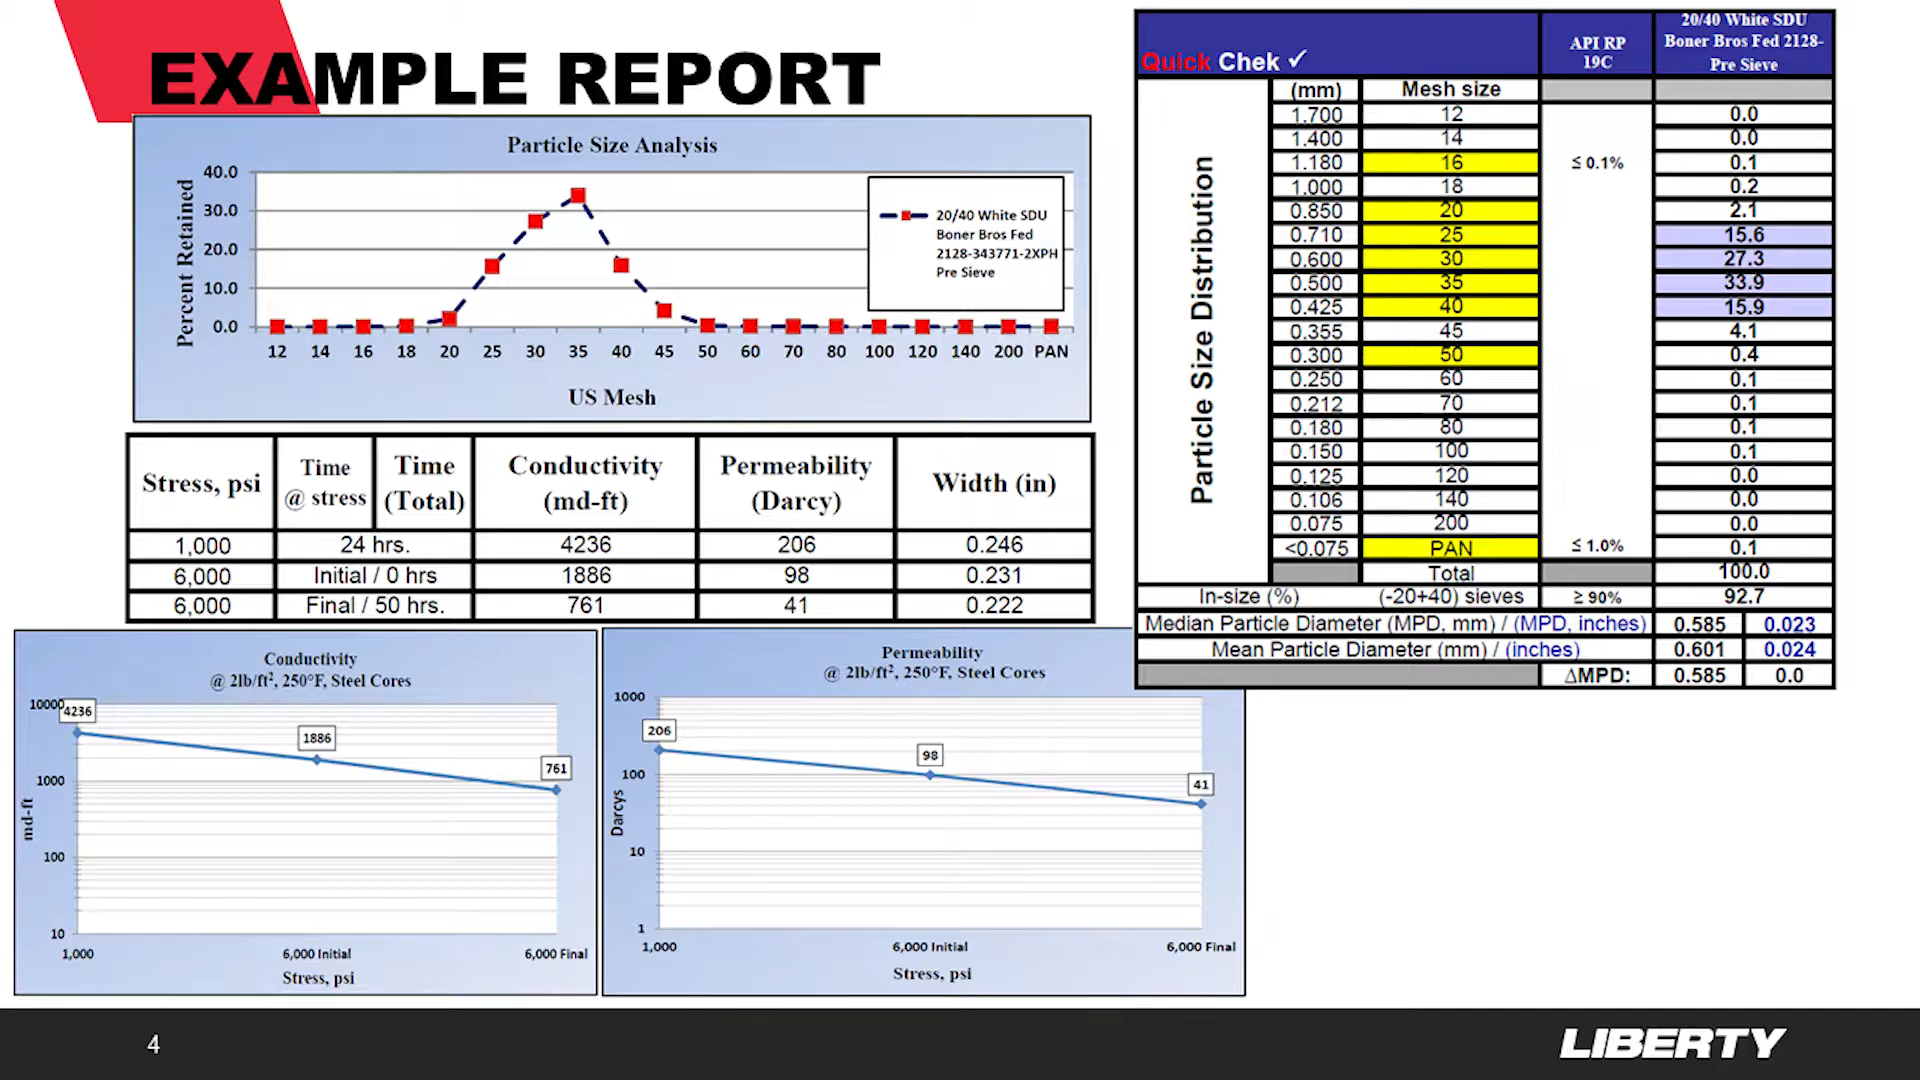 EXAMPLE REPORT
Particle Size Analysis
Percent Retained
40.0
30.0
20.0
10.0
0.0
20/40 White SDU
Boner Bros Fed
2128-343771-2XPH
Pre Sieve
12 14 16 18 20 25 30 35 40 45 50 60 70 80 100 120 140 200 PAN
US Mesh
Stress, psi Time @ stress Time (Total) Conductivity (md-ft) Permeability (Darcy) Width (in)
1,000 24 hrs. 4236 206 0.246
6,000 Initial / 0 hrs 1886 98 0.231
6,000 Final / 50 hrs. 761 41 0.222
Conductivity
@ 2lb/ft², 250°F, Steel Cores
md-ft
10000
1000
100
10
4236
1886
761
1,000 6,000 Initial 6,000 Final
Stress, psi
Permeability
@ 2lb/ft², 250°F, Steel Cores
Darcys
1000
100
10
1
206
98
41
1,000 6,000 Initial 6,000 Final
Stress, psi
Quick Chek ✓
API RP
19C
20/40 White SDU
Boner Bros Fed 2128-
Pre Sieve
Particle Size Distribution
(mm) Mesh size
1.700 12 0.0
1.400 14 0.0
1.180 16 ≤ 0.1% 0.1
1.000 18 0.2
0.850 20 2.1
0.710 25 15.6
0.600 30 27.3
0.500 35 33.9
0.425 40 15.9
0.355 45 4.1
0.300 50 0.4
0.250 60 0.1
0.212 70 0.1
0.180 80 0.1
0.150 100 0.1
0.125 120 0.0
0.106 140 0.0
0.075 200 0.0
<0.075 PAN ≤ 1.0% 0.1
Total 100.0
In-size (%) (-20+40) sieves ≥ 90% 92.7
Median Particle Diameter (MPD, mm) / (MPD, inches) 0.585 0.023
Mean Particle Diameter (mm) / (inches) 0.601 0.024
ΔMPD: 0.585 0.0
4
LIBERTY